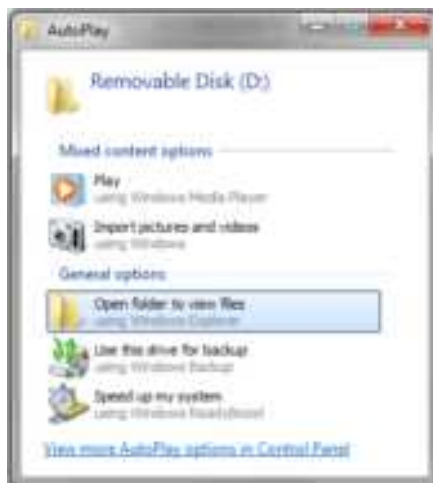 AutoPlay
Removable Disk (D:)
Mixed content options
Play
using Windows Media Player
Import pictures and videos
using Windows
General options
Open folder to view files
using Windows Explorer
Use this drive for backup
using Windows Backup
Speed up my system
using Windows ReadyBoost
View more AutoPlay options in Control Panel